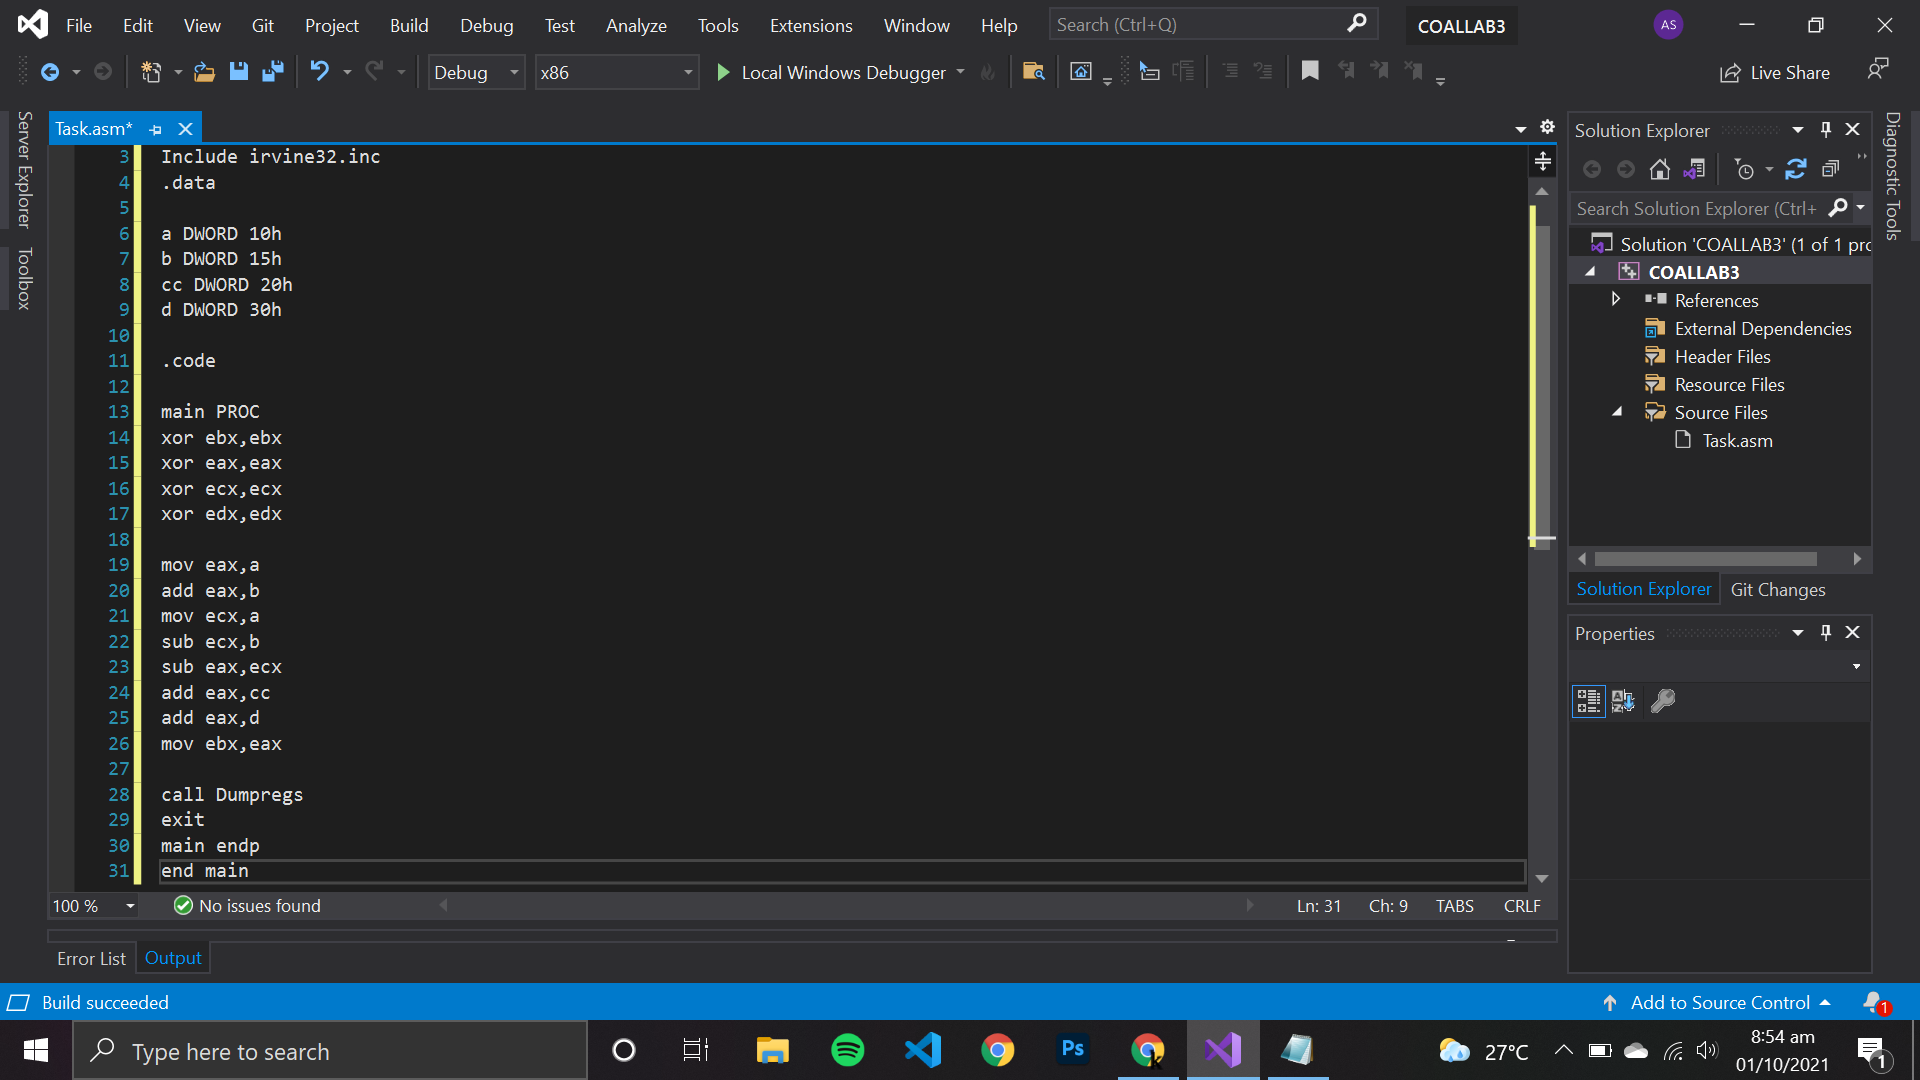 File Edit View Git Project Build Debug Test Analyze Tools Extensions Window Help Search (Ctrl+Q) COALLAB3 AS
Debug x86 Local Windows Debugger Live Share
Server Explorer
Toolbox
Task.asm*
3 Include irvine32.inc
4 .data
5
6 a DWORD 10h
7 b DWORD 15h
8 cc DWORD 20h
9 d DWORD 30h
10
11 .code
12
13 main PROC
14 xor ebx,ebx
15 xor eax,eax
16 xor ecx,ecx
17 xor edx,edx
18
19 mov eax,a
20 add eax,b
21 mov ecx,a
22 sub ecx,b
23 sub eax,ecx
24 add eax,cc
25 add eax,d
26 mov ebx,eax
27
28 call Dumpregs
29 exit
30 main endp
31 end main
100 % No issues found Ln: 31 Ch: 9 TABS CRLF
Error List Output
Solution Explorer
Search Solution Explorer (Ctrl+
Solution 'COALLAB3' (1 of 1 prc
COALLAB3
References
External Dependencies
Header Files
Resource Files
Source Files
Task.asm
Solution Explorer Git Changes
Properties
Diagnostic Tools
Build succeeded Add to Source Control 1
Type here to search Ps 27°C 8:54 am
01/10/2021 1